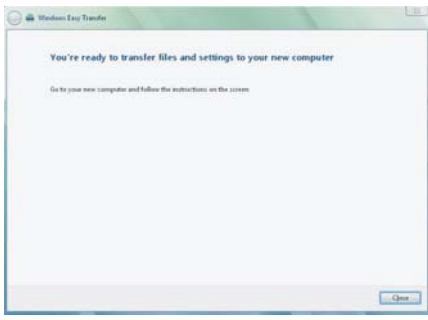 Windows Easy Transfer
You're ready to transfer files and settings to your new computer
Go to your new computer and follow the instructions on the screen
Close